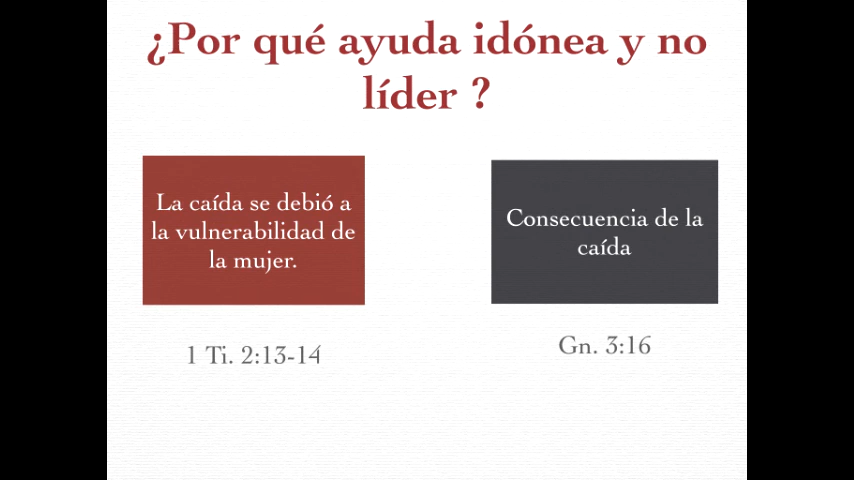 ¿Por qué ayuda idónea y no
líder ?
La caída se debió a
la vulnerabilidad de
la mujer.
Consecuencia de la
caída
1 Ti. 2:13-14
Gn. 3:16